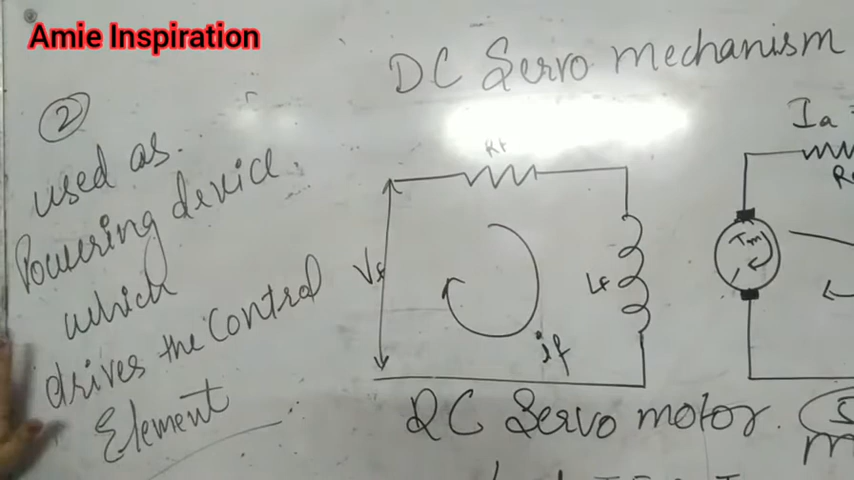 Amie Inspiration
DC Servo mechanism
2
used as
Powering device.
which
drives the Control
Element
Rf
Vf
Lf
if
Ia
Tm
DC Servo motor.